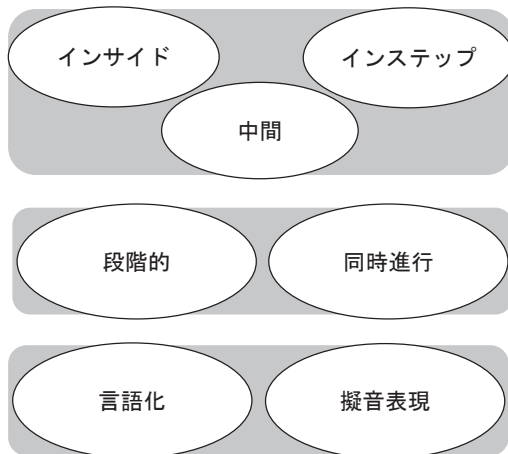 インサイド
インステップ
中間
段階的
同時進行
言語化
擬音表現